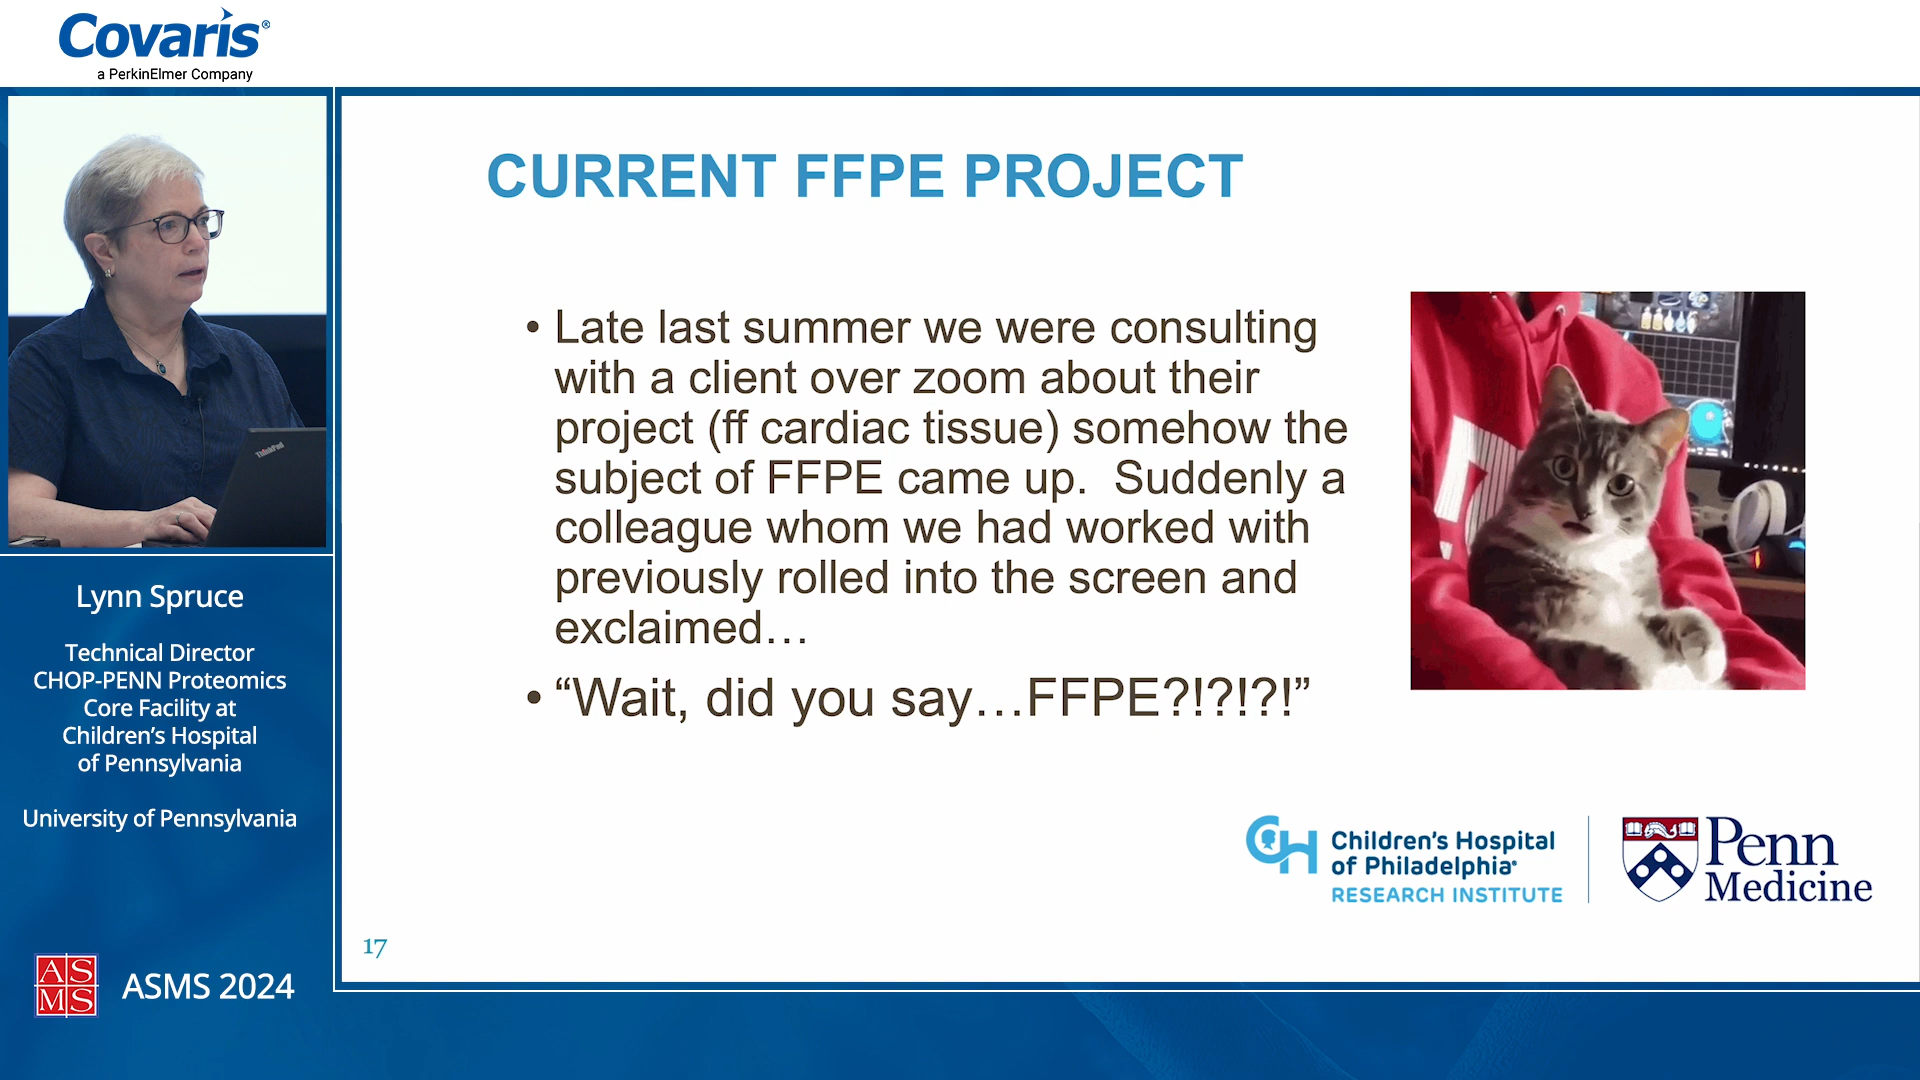 Covaris®
a PerkinElmer Company
ThinkPad
Lynn Spruce
Technical Director
CHOP-PENN Proteomics
Core Facility at
Children's Hospital
of Pennsylvania
University of Pennsylvania
AS
MS
ASMS 2024
CURRENT FFPE PROJECT
• Late last summer we were consulting
with a client over zoom about their
project (ff cardiac tissue) somehow the
subject of FFPE came up.  Suddenly a
colleague whom we had worked with
previously rolled into the screen and
exclaimed…
• “Wait, did you say…FFPE?!?!?!”
CH
Children's Hospital
of Philadelphia
RESEARCH INSTITUTE
Penn
Medicine
17